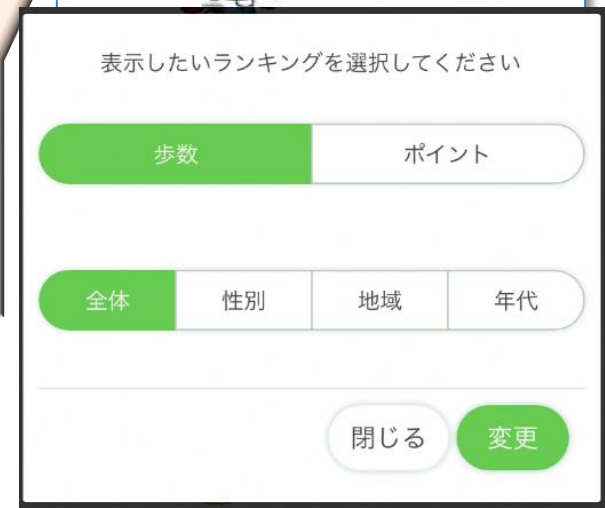 表示したいランキングを選択してください
歩数 ポイント
全体 性別 地域 年代
閉じる 変更